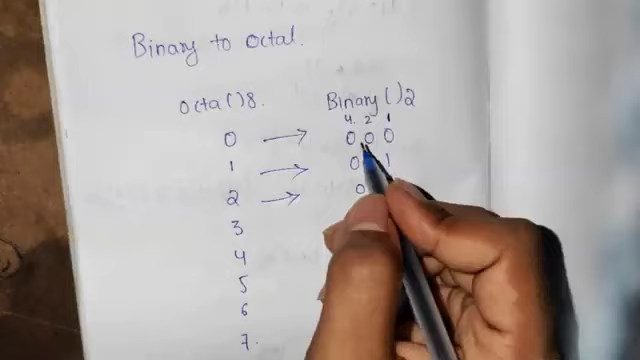 Binary to Octal.
Octa()8. Binary ()2
4. 2 1
0 → 0 0 0
1 → 0 1
2 → 0
3
4
5
6
7.